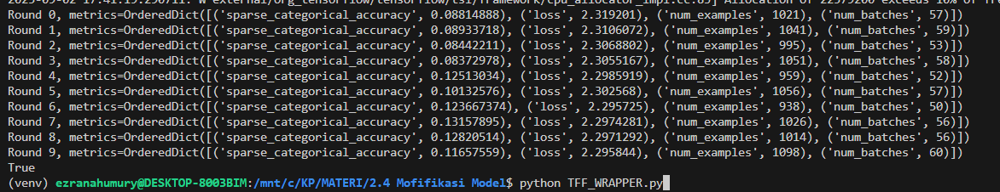 2025-09-02 17:41:19.290711: W external/org_tensorflow/tensorflow/tsl/framework/cpu_allocator_impl.cc:83] Allocation of 22579200 exceeds 10% of
Round 0, metrics=OrderedDict([('sparse_categorical_accuracy', 0.08814888), ('loss', 2.319201), ('num_examples', 1021), ('num_batches', 57)])
Round 1, metrics=OrderedDict([('sparse_categorical_accuracy', 0.08933718), ('loss', 2.3106072), ('num_examples', 1041), ('num_batches', 59)])
Round 2, metrics=OrderedDict([('sparse_categorical_accuracy', 0.08442211), ('loss', 2.3068802), ('num_examples', 995), ('num_batches', 53)])
Round 3, metrics=OrderedDict([('sparse_categorical_accuracy', 0.08372978), ('loss', 2.3055167), ('num_examples', 1051), ('num_batches', 58)])
Round 4, metrics=OrderedDict([('sparse_categorical_accuracy', 0.12513034), ('loss', 2.2985919), ('num_examples', 959), ('num_batches', 52)])
Round 5, metrics=OrderedDict([('sparse_categorical_accuracy', 0.10132576), ('loss', 2.302568), ('num_examples', 1056), ('num_batches', 57)])
Round 6, metrics=OrderedDict([('sparse_categorical_accuracy', 0.123667374), ('loss', 2.295725), ('num_examples', 938), ('num_batches', 50)])
Round 7, metrics=OrderedDict([('sparse_categorical_accuracy', 0.13157895), ('loss', 2.2974281), ('num_examples', 1026), ('num_batches', 56)])
Round 8, metrics=OrderedDict([('sparse_categorical_accuracy', 0.12820514), ('loss', 2.2971292), ('num_examples', 1014), ('num_batches', 56)])
Round 9, metrics=OrderedDict([('sparse_categorical_accuracy', 0.11657559), ('loss', 2.295844), ('num_examples', 1098), ('num_batches', 60)])
True
(venv) ezranahumury@DESKTOP-8003BIM:/mnt/c/KP/MATERI/2.4 Mofifikasi Model$ python TFF_WRAPPER.py